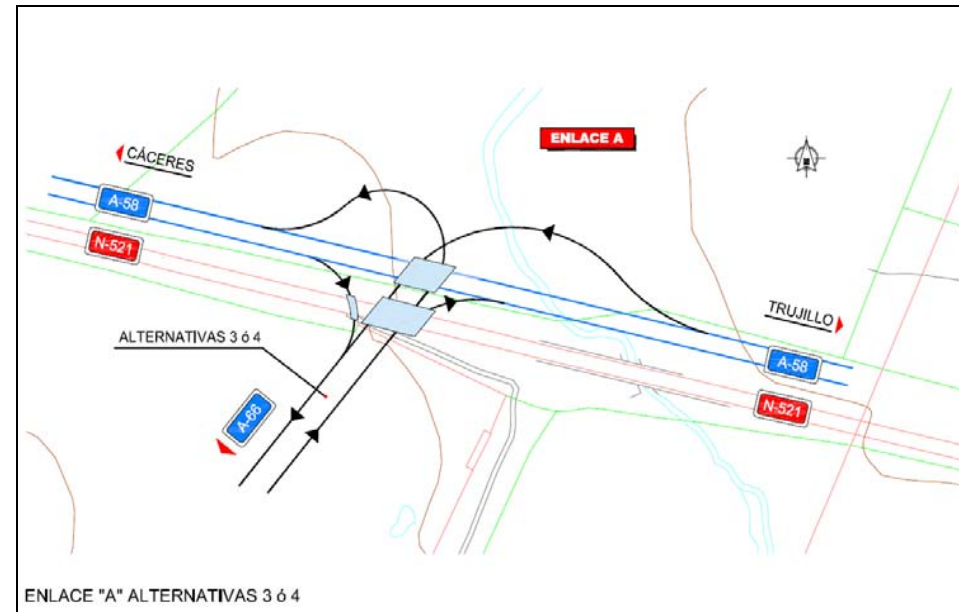 ENLACE A
CÁCERES
A-58
N-521
TRUJILLO
ALTERNATIVAS 3 ó 4
A-58
A-66
N-521
ENLACE "A" ALTERNATIVAS 3 ó 4